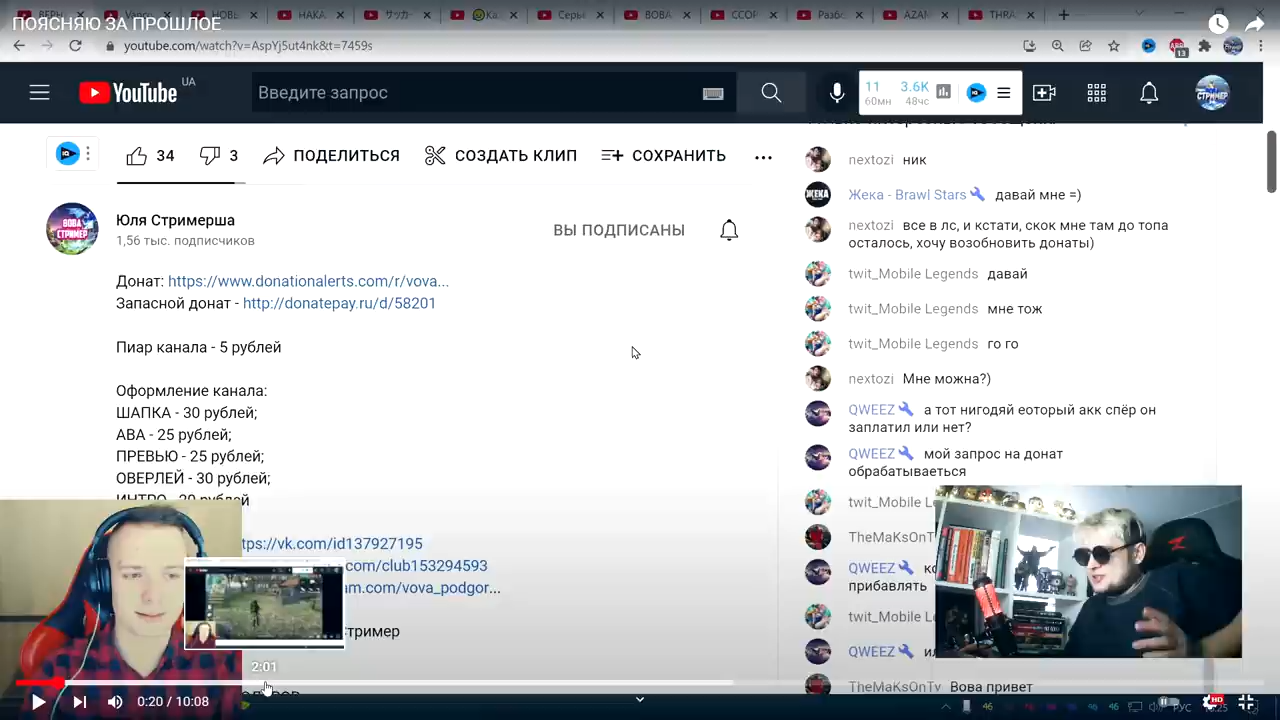 ПОЯСНЯЮ ЗА ПРОШЛОЕ
youtube.com/watch?v=AspYj5ut4nk&t=7459s
YouTube UA
Введите запрос
11 3.6K
60мн 48чс
34 3 ПОДЕЛИТЬСЯ СОЗДАТЬ КЛИП СОХРАНИТЬ
Юля Стримерша
1,56 тыс. подписчиков
ВЫ ПОДПИСАНЫ
Донат: https://www.donationalerts.com/r/vova...
Запасной донат - http://donatepay.ru/d/58201
Пиар канала - 5 рублей
Оформление канала:
ШАПКА - 30 рублей;
АВА - 25 рублей;
ПРЕВЬЮ - 25 рублей;
ОВЕРЛЕЙ - 30 рублей;
tps://vk.com/id137927195
com/club153294593
am.com/vova_podgor...
Стример
nextozi ник
Жека - Brawl Stars давай мне =)
nextozi все в лс, и кстати, скок мне там до топа
осталось, хочу возобновить донаты)
twit_Mobile Legends давай
twit_Mobile Legends мне тож
twit_Mobile Legends го го
nextozi Мне можна?)
QWEEZ а тот нигодяй еоторый акк спёр он
заплатил или нет?
QWEEZ мой запрос на донат
обрабатываеться
twit_Mobile Le
TheMaKsOnT
QWEEZ ко
прибавлять
twit_Mobile Le
QWEEZ ил
TheMaKsOnTv Вова привет
2:01
0:20 / 10:08
HD